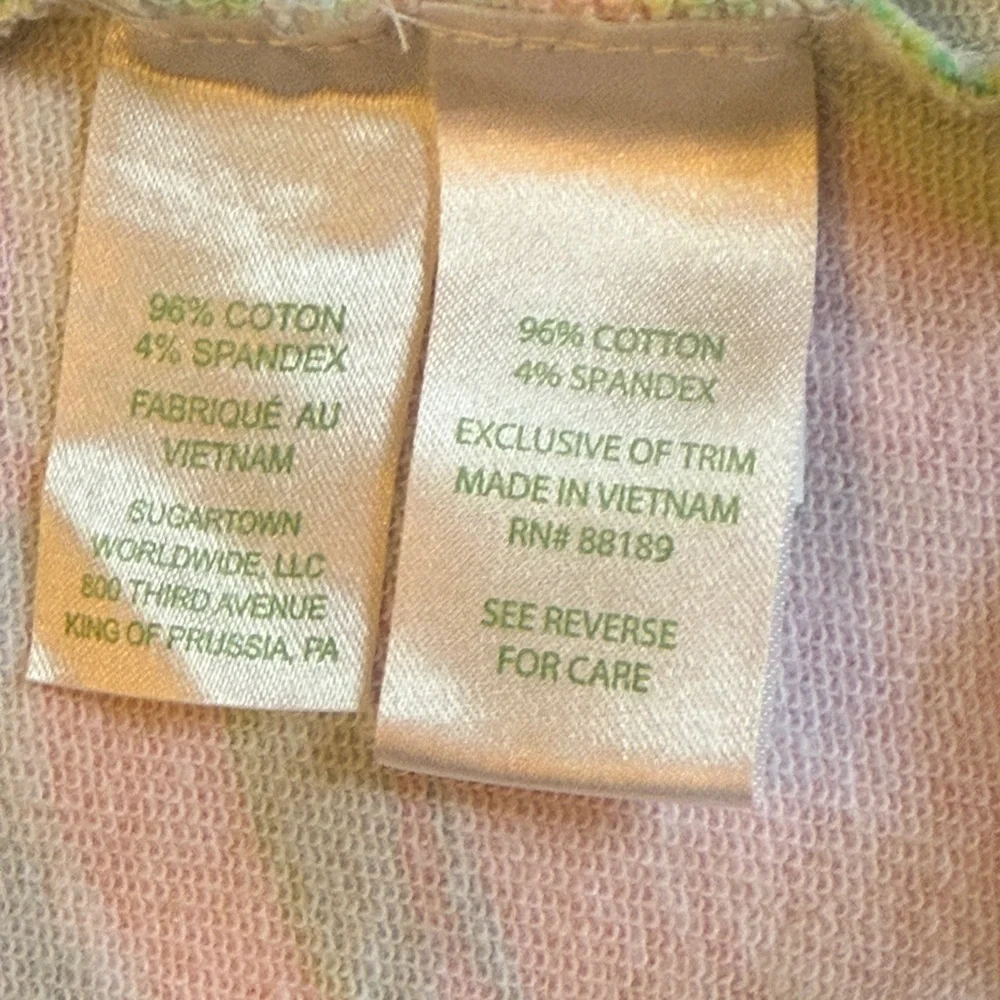 96% COTON
4% SPANDEX
FABRIQUÉ AU
VIETNAM
SUGARTOWN
WORLDWIDE, LLC
800 THIRD AVENUE
KING OF PRUSSIA, PA
96% COTTON
4% SPANDEX
EXCLUSIVE OF TRIM
MADE IN VIETNAM
RN# 88189
SEE REVERSE
FOR CARE